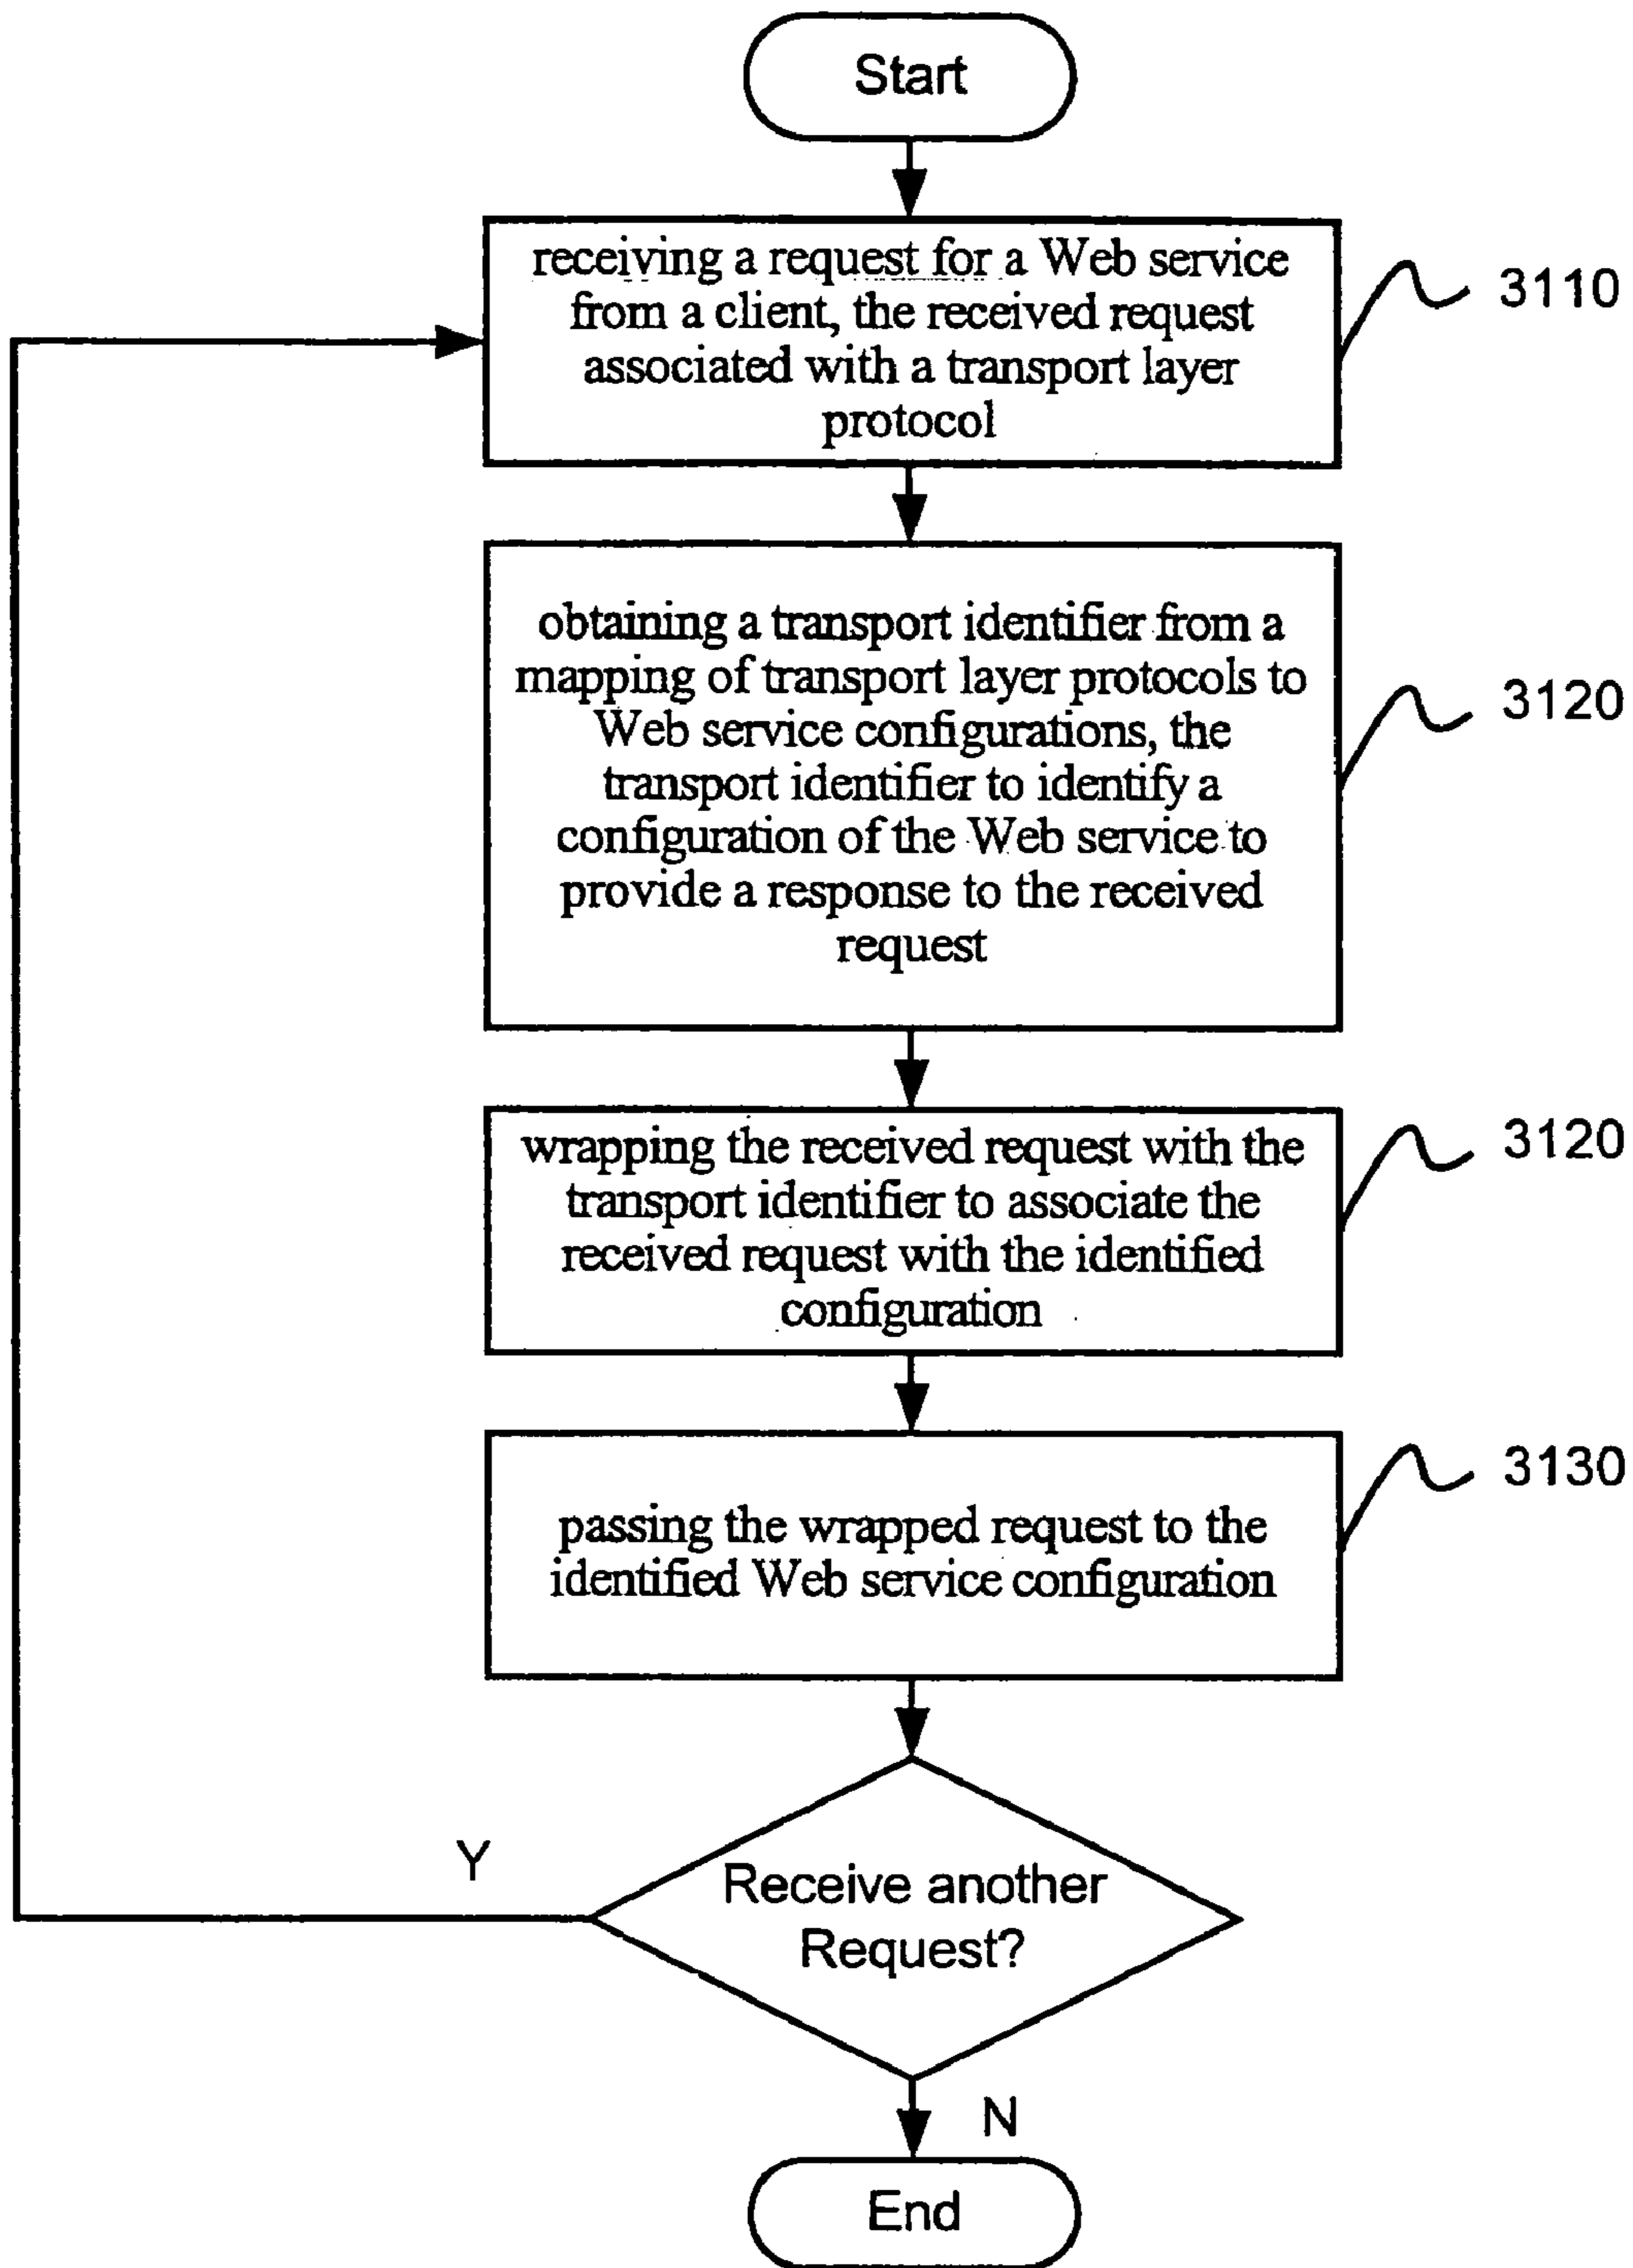 Start
receiving a request for a Web service
from a client, the received request
associated with a transport layer
protocol
3110
obtaining a transport identifier from a
mapping of transport layer protocols to
Web service configurations, the
transport identifier to identify a
configuration of the Web service to
provide a response to the received
request
3120
wrapping the received request with the
transport identifier to associate the
received request with the identified
configuration
3120
passing the wrapped request to the
identified Web service configuration
3130
Y
Receive another
Request?
N
End